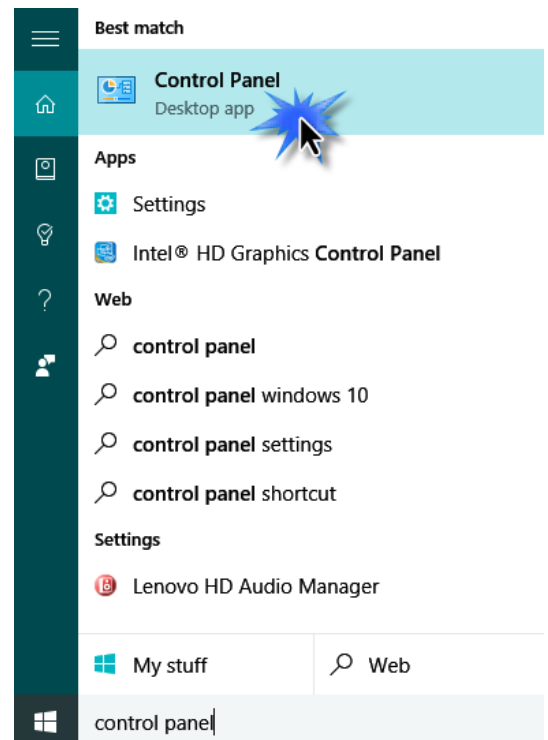 Best match
Control Panel
Desktop app
Apps
Settings
Intel® HD Graphics Control Panel
Web
control panel
control panel windows 10
control panel settings
control panel shortcut
Settings
Lenovo HD Audio Manager
My stuff
Web
control panel